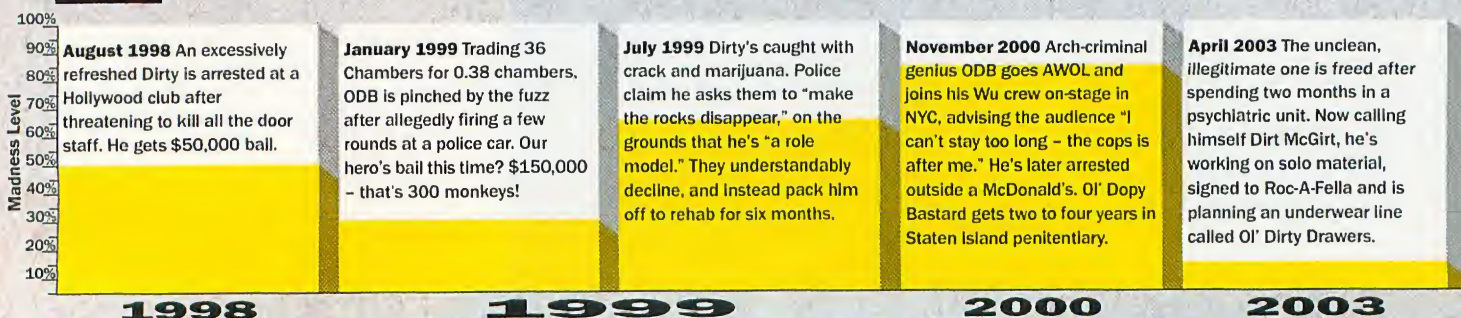 100%
90%
80%
70%
60%
50%
40%
30%
20%
10%
Madness Level
August 1998 An excessively
refreshed Dirty is arrested at a
Hollywood club after
threatening to kill all the door
staff. He gets $50,000 bail.
January 1999 Trading 36
Chambers for 0.38 chambers,
ODB is pinched by the fuzz
after allegedly firing a few
rounds at a police car. Our
hero's bail this time? $150,000
– that's 300 monkeys!
July 1999 Dirty's caught with
crack and marijuana. Police
claim he asks them to "make
the rocks disappear," on the
grounds that he's "a role
model." They understandably
decline, and instead pack him
off to rehab for six months.
November 2000 Arch-criminal
genius ODB goes AWOL and
joins his Wu crew on-stage in
NYC, advising the audience "I
can't stay too long – the cops is
after me." He's later arrested
outside a McDonald's. Ol' Dopy
Bastard gets two to four years in
Staten Island penitentiary.
April 2003 The unclean,
illegitimate one is freed after
spending two months in a
psychiatric unit. Now calling
himself Dirt McGirt, he's
working on solo material,
signed to Roc-A-Fella and is
planning an underwear line
called Ol' Dirty Drawers.
1998
1999
2000
2003